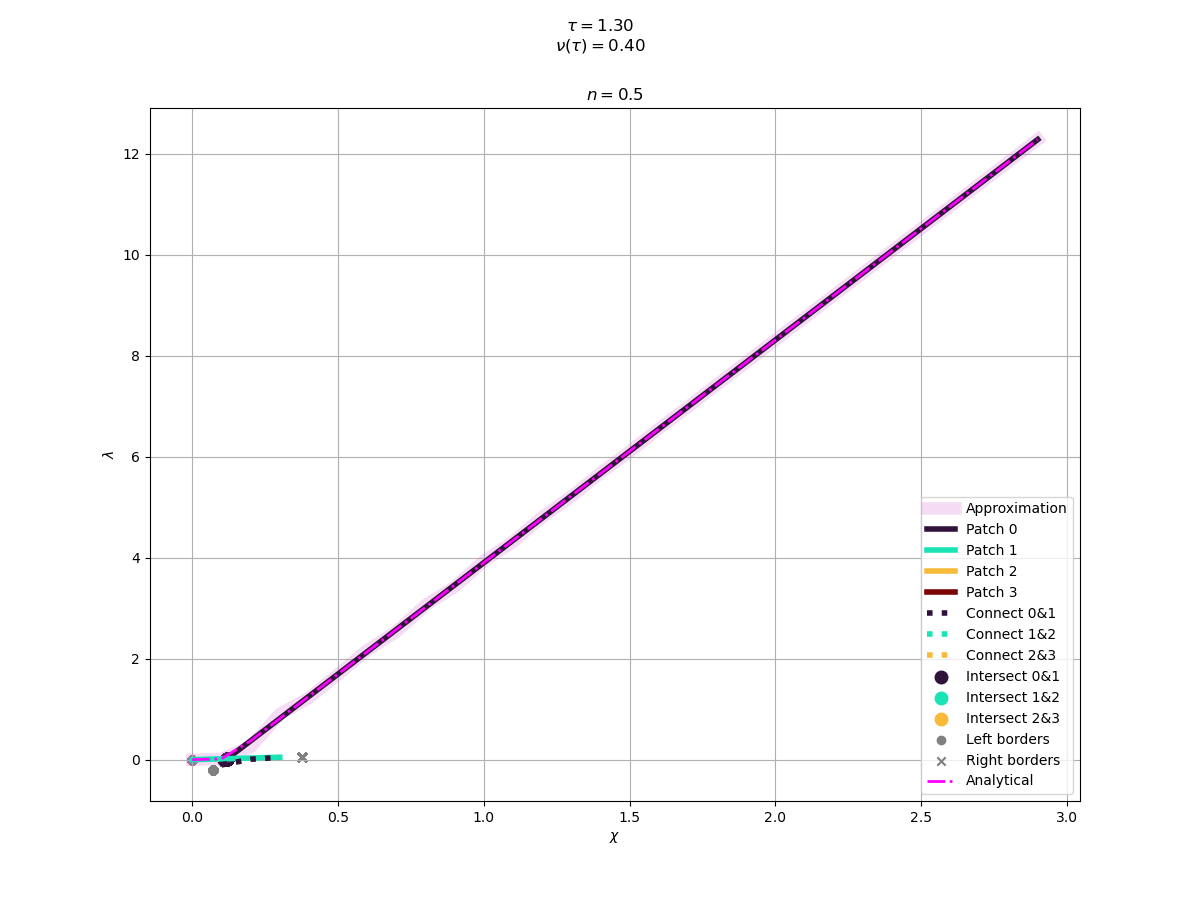 τ = 1.30
ν(τ) = 0.40
n = 0.5
λ
12
10
8
6
4
2
0
0.0 0.5 1.0 1.5 2.0 2.5 3.0
χ
Approximation
Patch 0
Patch 1
Patch 2
Patch 3
Connect 0&1
Connect 1&2
Connect 2&3
Intersect 0&1
Intersect 1&2
Intersect 2&3
Left borders
Right borders
Analytical